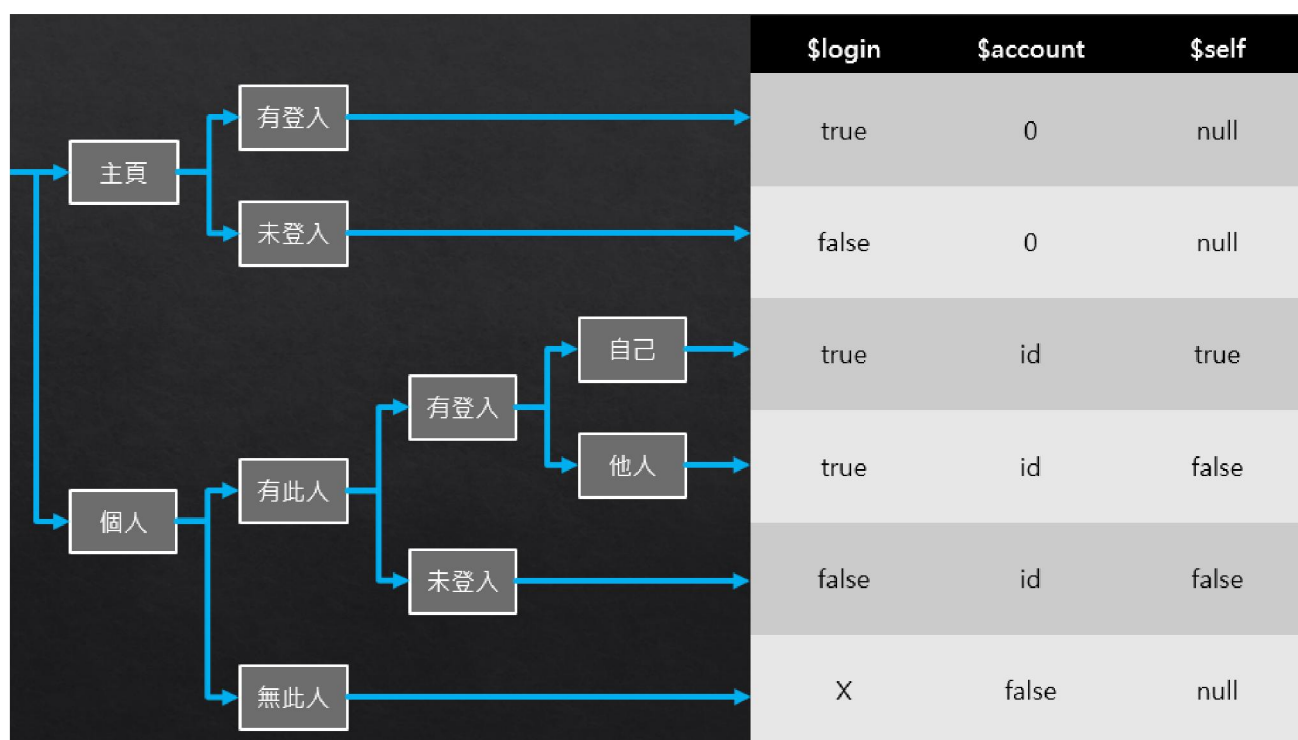 $login $account $self
有登入
true 0 null
主頁
未登入
false 0 null
自己
true id true
有登入
他人
true id false
有此人
個人
未登入
false id false
無此人
X false null